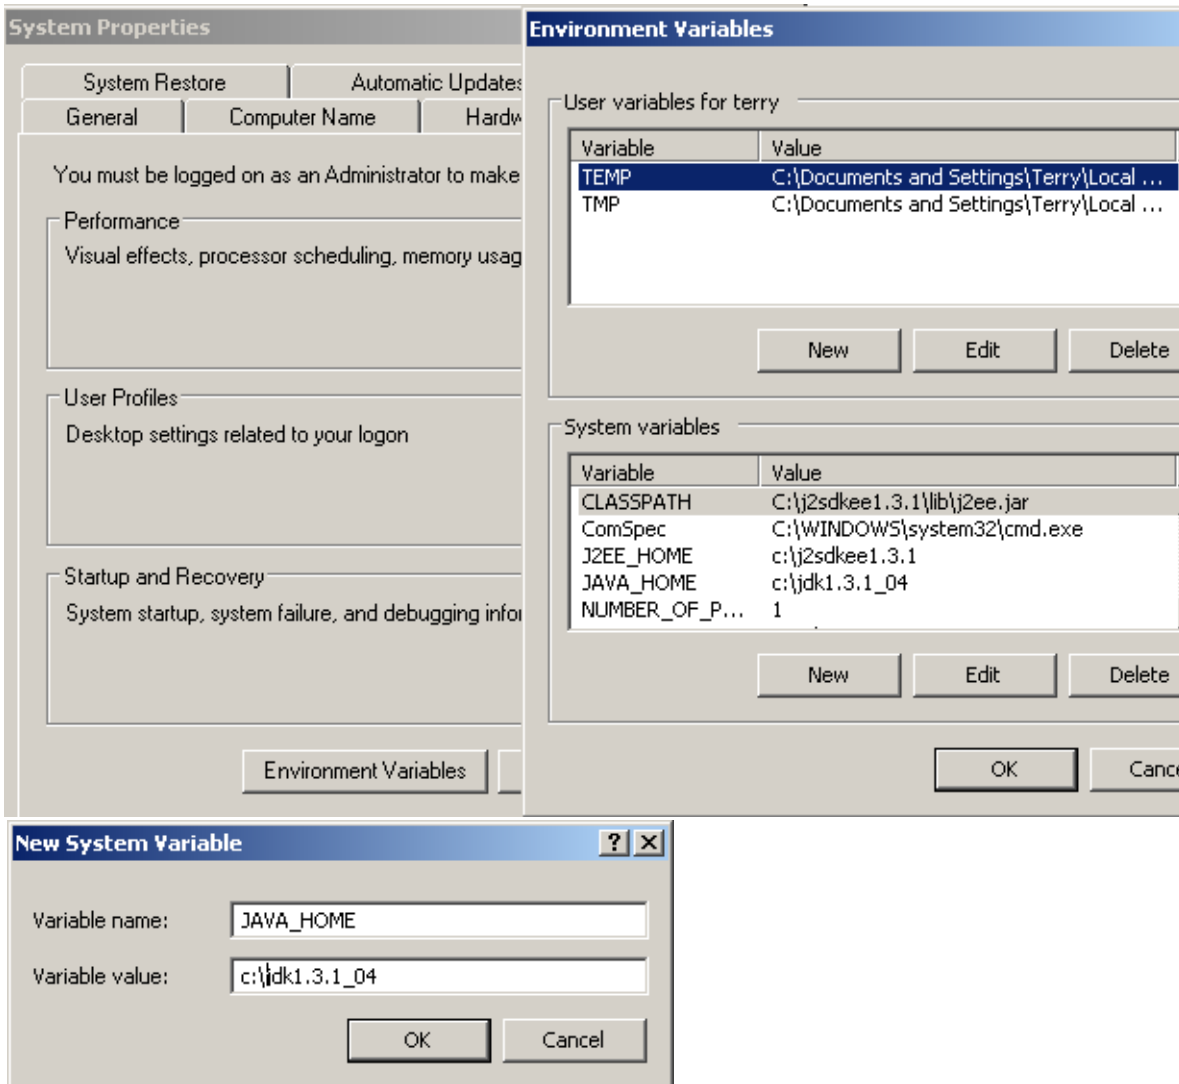 System Properties
System Restore
Automatic Updates
General
Computer Name
Hardw
You must be logged on as an Administrator to make
Performance
Visual effects, processor scheduling, memory usag
User Profiles
Desktop settings related to your logon
Startup and Recovery
System startup, system failure, and debugging infor
Environment Variables
Environment Variables
User variables for terry
Variable Value
TEMP C:\Documents and Settings\Terry\Local ...
TMP C:\Documents and Settings\Terry\Local ...
New Edit Delete
System variables
Variable Value
CLASSPATH C:\j2sdkee1.3.1\lib\j2ee.jar
ComSpec C:\WINDOWS\system32\cmd.exe
J2EE_HOME c:\j2sdkee1.3.1
JAVA_HOME c:\jdk1.3.1_04
NUMBER_OF_P... 1
New Edit Delete
OK Cance
New System Variable
Variable name: JAVA_HOME
Variable value: c:\jdk1.3.1_04
OK Cancel